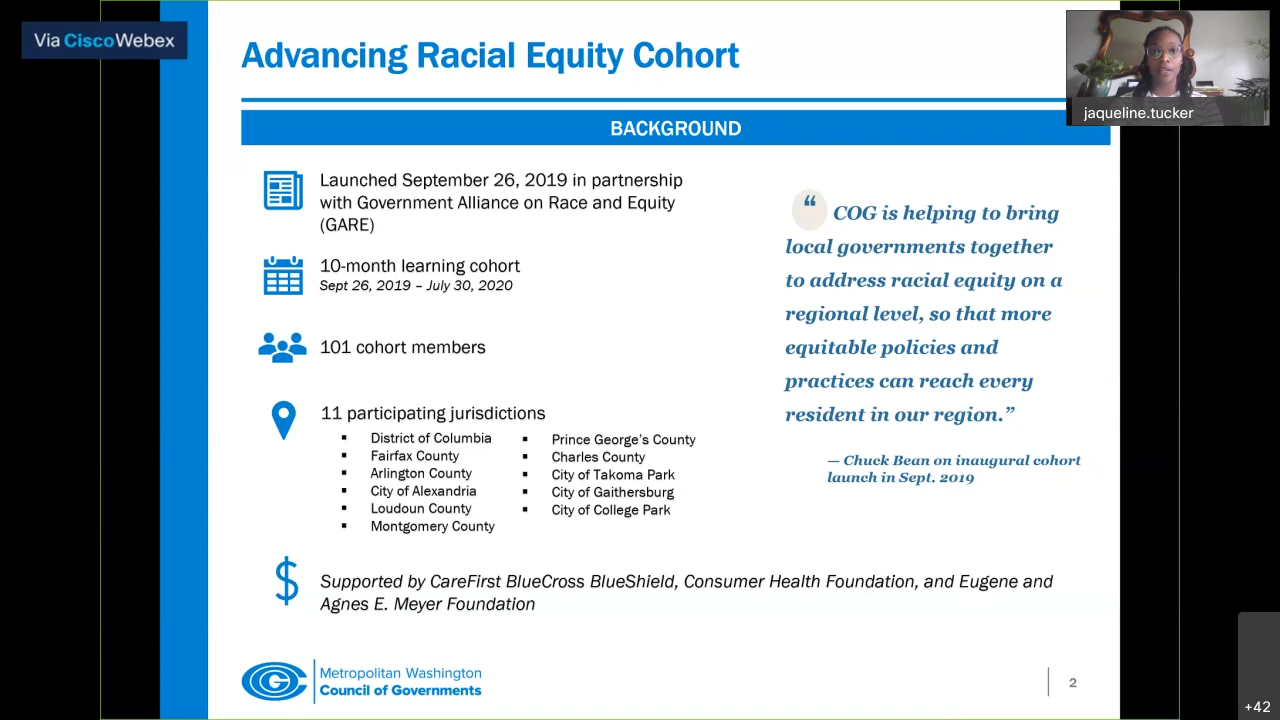 Via CiscoWebex
Advancing Racial Equity Cohort
jaqueline.tucker
BACKGROUND
Launched September 26, 2019 in partnership
with Government Alliance on Race and Equity
(GARE)
10-month learning cohort
Sept 26, 2019 – July 30, 2020
101 cohort members
11 participating jurisdictions
▪ District of Columbia
▪ Fairfax County
▪ Arlington County
▪ City of Alexandria
▪ Loudoun County
▪ Montgomery County
▪ Prince George's County
▪ Charles County
▪ City of Takoma Park
▪ City of Gaithersburg
▪ City of College Park
$ Supported by CareFirst BlueCross BlueShield, Consumer Health Foundation, and Eugene and
Agnes E. Meyer Foundation
“ COG is helping to bring
local governments together
to address racial equity on a
regional level, so that more
equitable policies and
practices can reach every
resident in our region.”
— Chuck Bean on inaugural cohort
launch in Sept. 2019
Metropolitan Washington
Council of Governments
2
+42